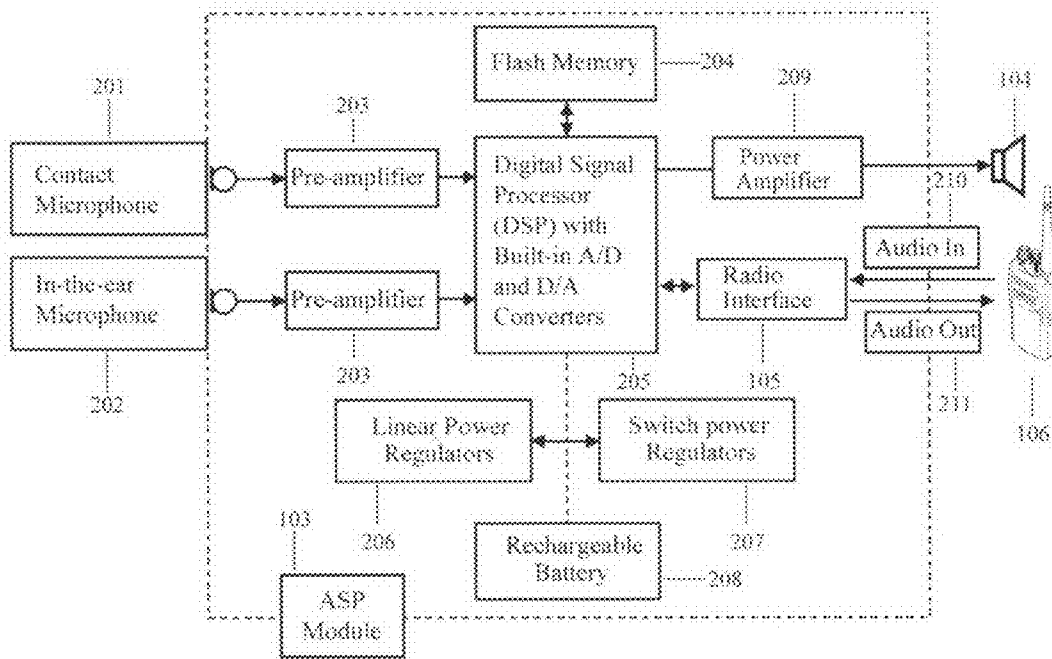 Flash Memory
204
201
203
209
104
Contact
Microphone
Pre-amplifier
Digital Signal
Processor
(DSP) with
Built-in A/D
and D/A
Converters
Power
Amplifier
210
Audio In
In-the-ear
Microphone
Pre-amplifier
Radio
Interface
Audio Out
202
203
205
105
211
106
Linear Power
Regulators
Switch power
Regulators
103
206
207
Rechargeable
Battery
208
ASP
Module